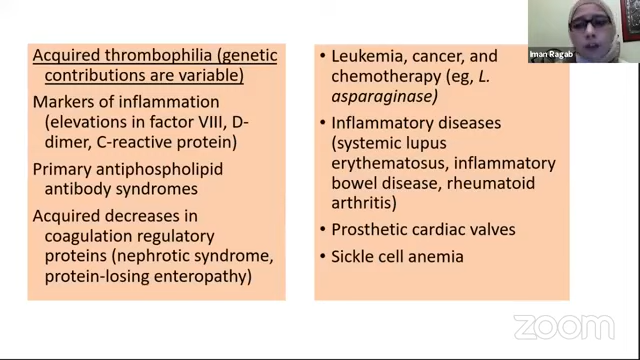 Acquired thrombophilia (genetic
contributions are variable)
Markers of inflammation
(elevations in factor VIII, D-
dimer, C-reactive protein)
Primary antiphospholipid
antibody syndromes
Acquired decreases in
coagulation regulatory
proteins (nephrotic syndrome,
protein-losing enteropathy)
• Leukemia, cancer, and
chemotherapy (eg, L.
asparaginase)
• Inflammatory diseases
(systemic lupus
erythematosus, inflammatory
bowel disease, rheumatoid
arthritis)
• Prosthetic cardiac valves
• Sickle cell anemia
Iman Ragab
zoom